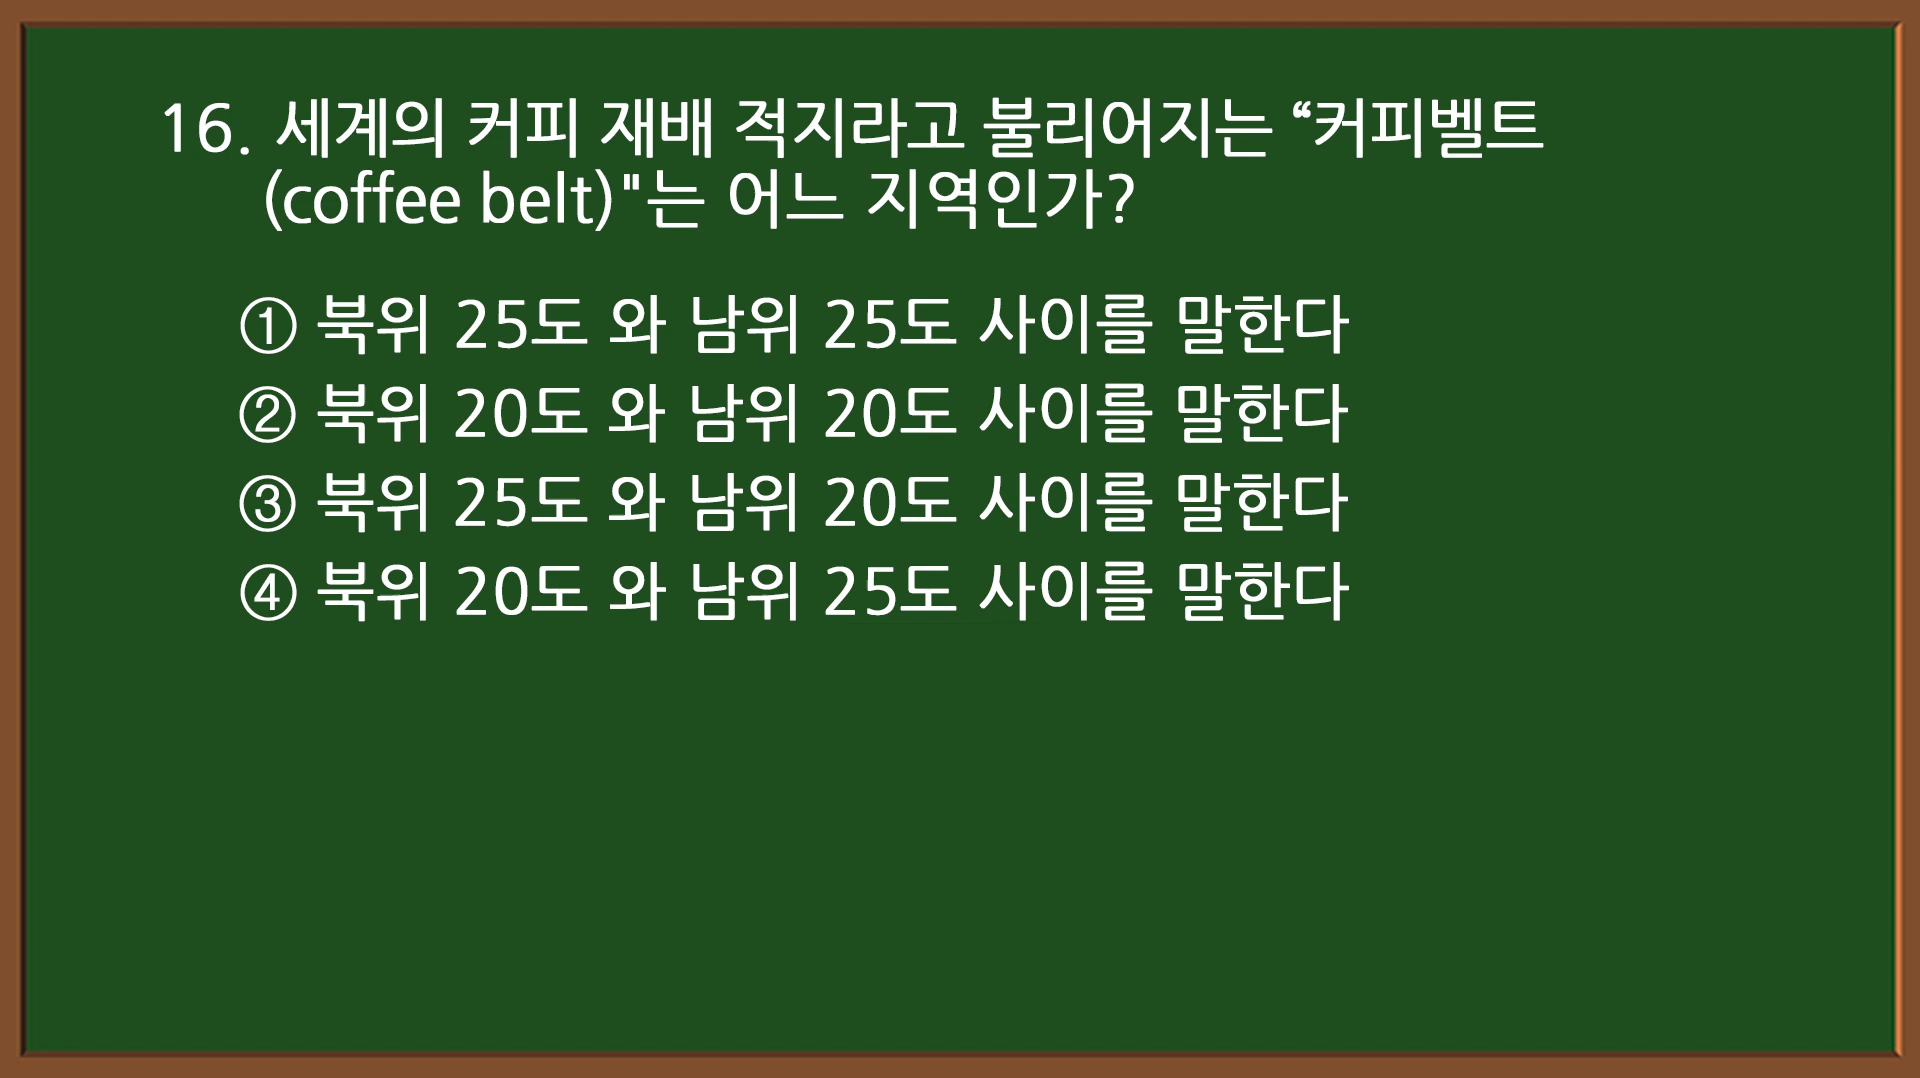 16. 세계의 커피 재배 적지라고 불리어지는 “커피벨트
(coffee belt)"는 어느 지역인가?
① 북위 25도 와 남위 25도 사이를 말한다
② 북위 20도 와 남위 20도 사이를 말한다
③ 북위 25도 와 남위 20도 사이를 말한다
④ 북위 20도 와 남위 25도 사이를 말한다